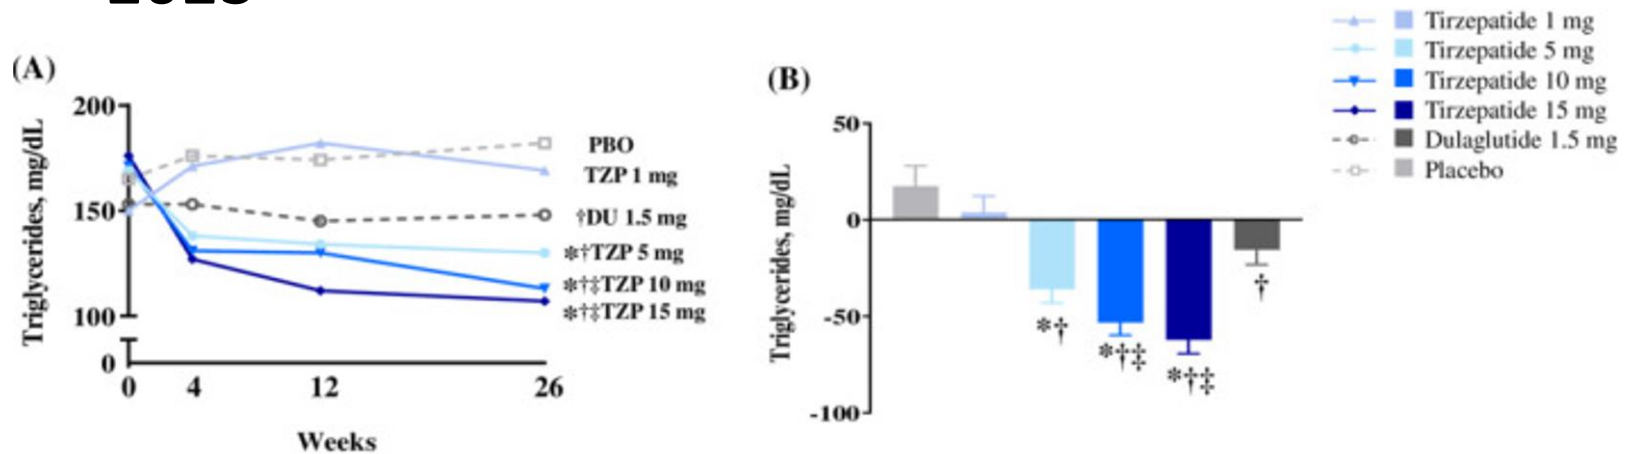 (A)
Triglycerides, mg/dL
200
150
100
0
0 4 12 26
Weeks
PBO
TZP 1 mg
†DU 1.5 mg
*†TZP 5 mg
*†‡TZP 10 mg
*†‡TZP 15 mg
(B)
Triglycerides, mg/dL
50
0
-50
-100
*†
*†‡
*†‡
†
Tirzepatide 1 mg
Tirzepatide 5 mg
Tirzepatide 10 mg
Tirzepatide 15 mg
Dulaglutide 1.5 mg
Placebo